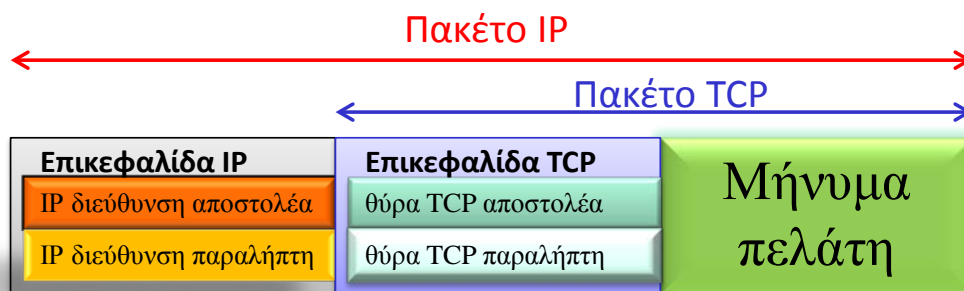 Πακέτο IP
Πακέτο TCP
Επικεφαλίδα IP
IP διεύθυνση αποστολέα
IP διεύθυνση παραλήπτη
Επικεφαλίδα TCP
θύρα TCP αποστολέα
θύρα TCP παραλήπτη
Μήνυμα
πελάτη